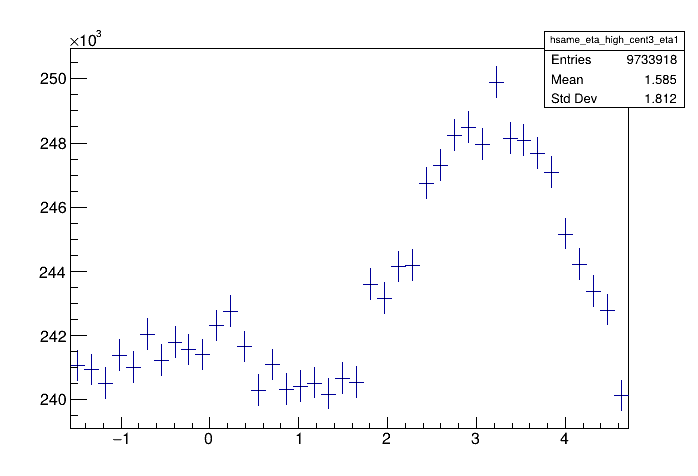 ×10³
hsame_eta_high_cent3_eta1
Entries 9733918
Mean 1.585
Std Dev 1.812
250
248
246
244
242
240
−1 0 1 2 3 4